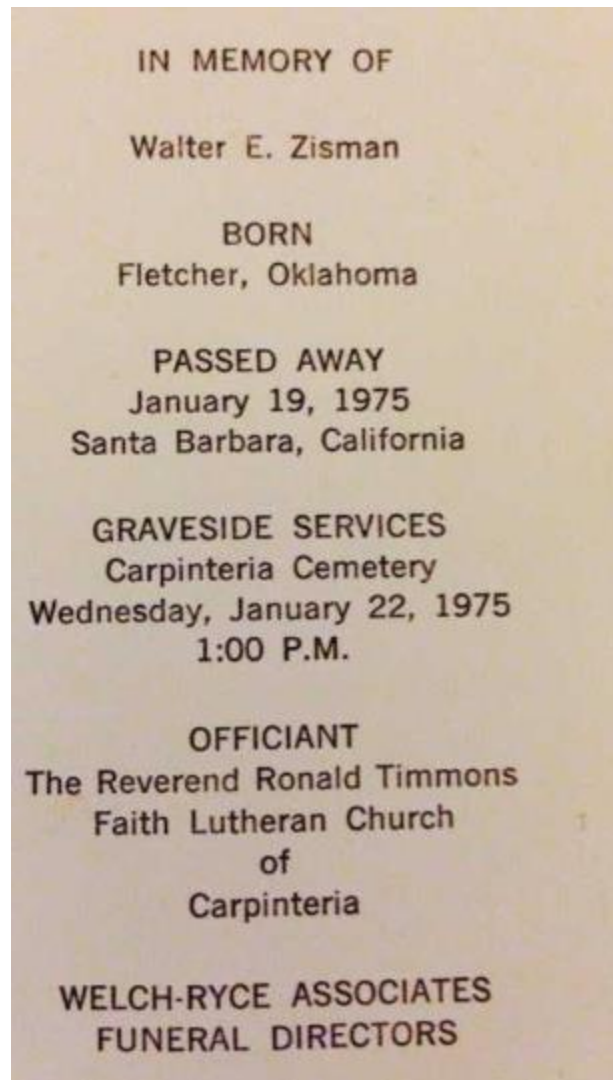 IN MEMORY OF
Walter E. Zisman
BORN
Fletcher, Oklahoma
PASSED AWAY
January 19, 1975
Santa Barbara, California
GRAVESIDE SERVICES
Carpinteria Cemetery
Wednesday, January 22, 1975
1:00 P.M.
OFFICIANT
The Reverend Ronald Timmons
Faith Lutheran Church
of
Carpinteria
WELCH-RYCE ASSOCIATES
FUNERAL DIRECTORS